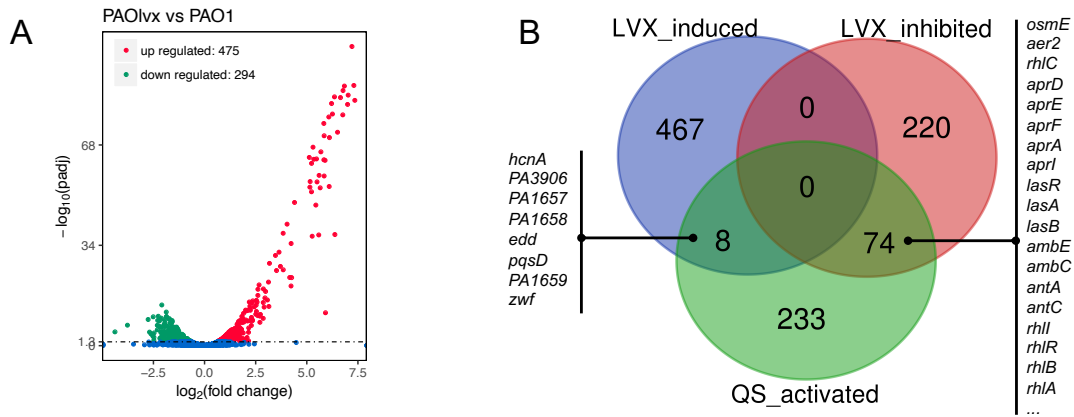 A
PAOlvx vs PAO1
up regulated: 475
down regulated: 294
68
34
1.3
0
− log10(padj)
−2.5
0.0
2.5
5.0
7.5
log2(fold change)
B
LVX_induced
LVX_inhibited
467
0
220
0
8
74
233
QS_activated
hcnA
PA3906
PA1657
PA1658
edd
pqsD
PA1659
zwf
osmE
aer2
rhlC
aprD
aprE
aprF
aprA
aprI
lasR
lasA
lasB
ambE
ambC
antA
antC
rhlI
rhlR
rhlB
rhlA
...